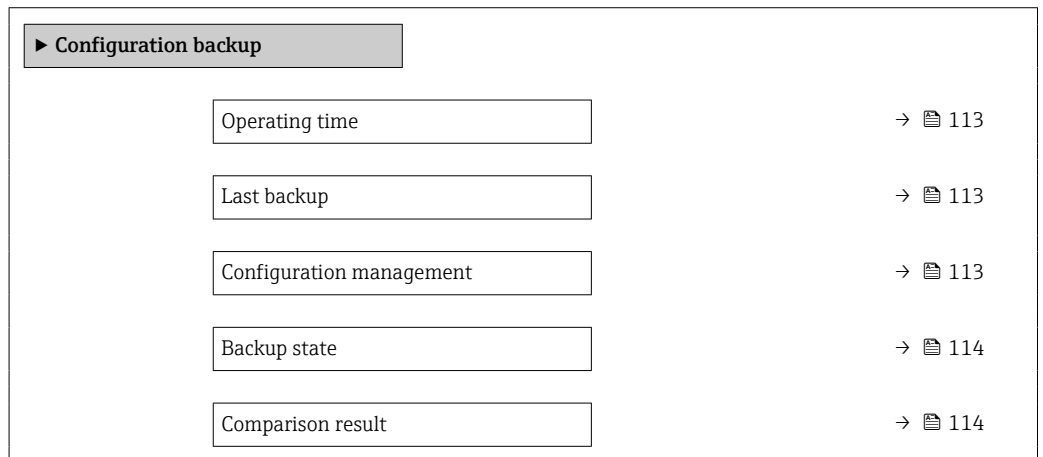 ► Configuration backup
Operating time → 🖹 113
Last backup → 🖹 113
Configuration management → 🖹 113
Backup state → 🖹 114
Comparison result → 🖹 114